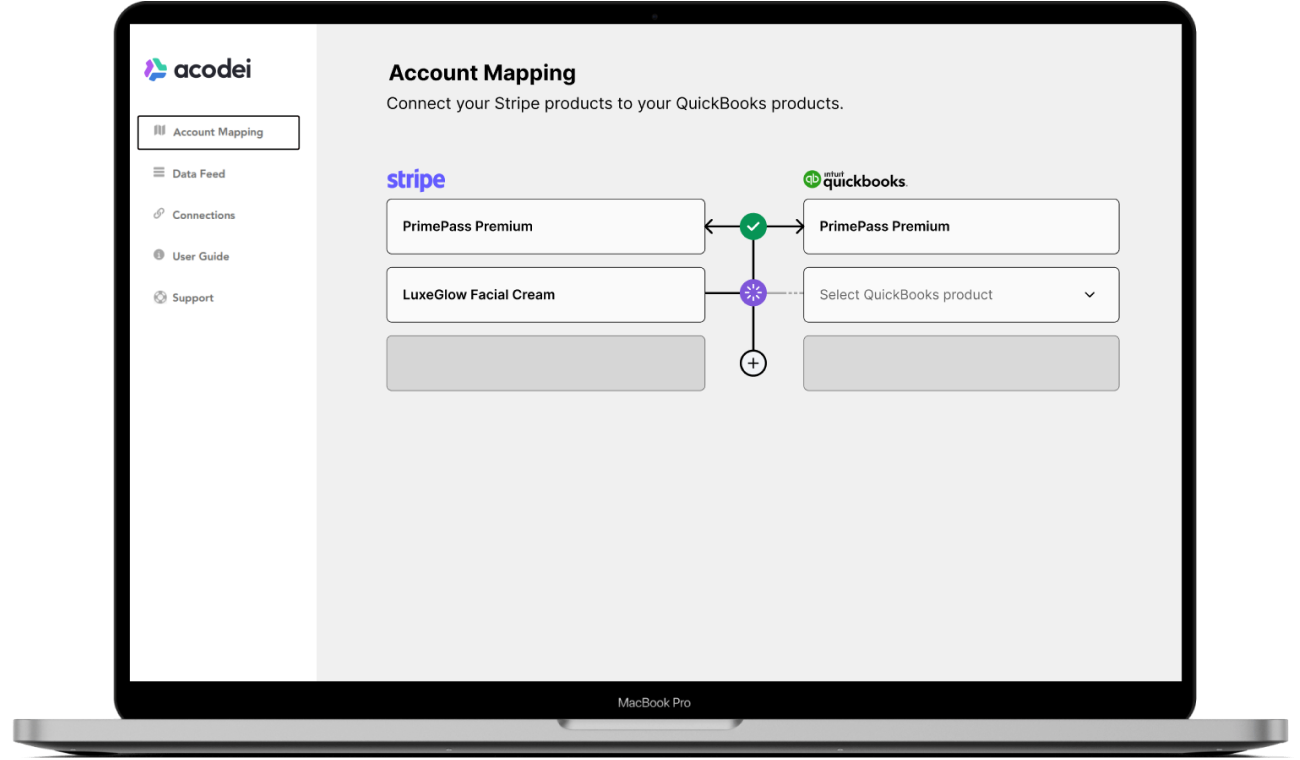 acodei
Account Mapping
Data Feed
Connections
User Guide
Support
Account Mapping
Connect your Stripe products to your QuickBooks products.
stripe
qb intuit quickbooks.
PrimePass Premium
PrimePass Premium
LuxeGlow Facial Cream
Select QuickBooks product
MacBook Pro